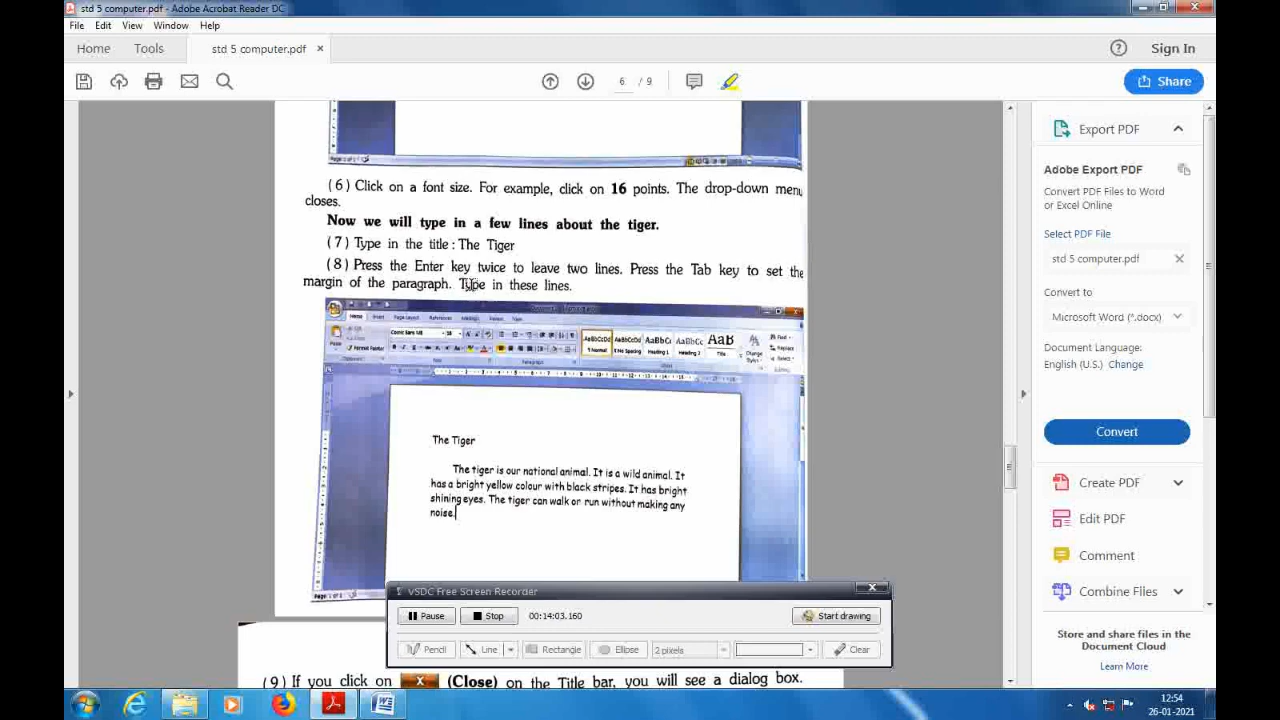 std 5 computer.pdf - Adobe Acrobat Reader DC
File Edit View Window Help
Home Tools std 5 computer.pdf × Sign In
6 / 9 Share
(6) Click on a font size. For example, click on 16 points. The drop-down menu
closes.
Now we will type in a few lines about the tiger.
(7) Type in the title : The Tiger
(8) Press the Enter key twice to leave two lines. Press the Tab key to set the
margin of the paragraph. Type in these lines.
The Tiger
The tiger is our national animal. It is a wild animal. It
has a bright yellow colour with black stripes. It has bright
shining eyes. The tiger can walk or run without making any
noise.
VSDC Free Screen Recorder
Pause Stop 00:14:03.160 Start drawing
Pencil Line Rectangle Ellipse 2 pixels Clear
(9) If you click on (Close) on the Title bar, you will see a dialog box.
Export PDF
Adobe Export PDF
Convert PDF Files to Word
or Excel Online
Select PDF File
std 5 computer.pdf
Convert to
Microsoft Word (*.docx)
Document Language:
English (U.S.) Change
Convert
Create PDF
Edit PDF
Comment
Combine Files
Store and share files in the
Document Cloud
Learn More
12:54
26-01-2021